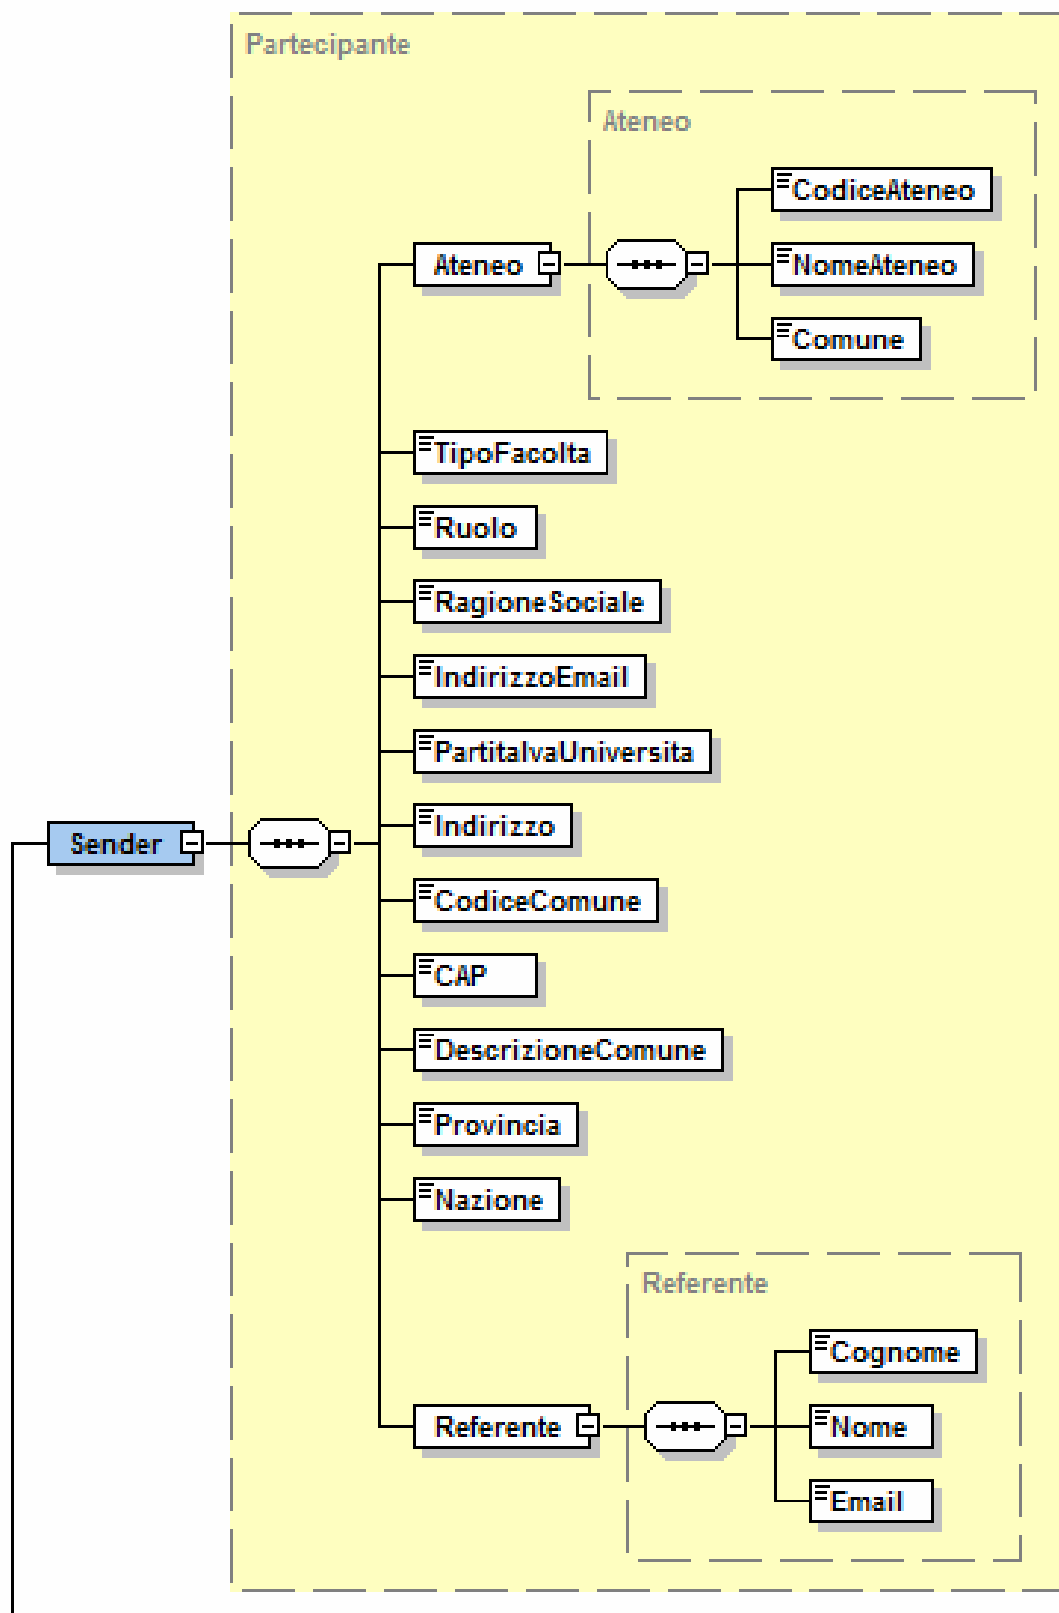 Partecipante
Ateneo
CodiceAteneo
Ateneo
NomeAteneo
Comune
TipoFacolta
Ruolo
RagioneSociale
IndirizzoEmail
PartitaIvaUniversita
Indirizzo
Sender
CodiceComune
CAP
DescrizioneComune
Provincia
Nazione
Referente
Cognome
Referente
Nome
Email